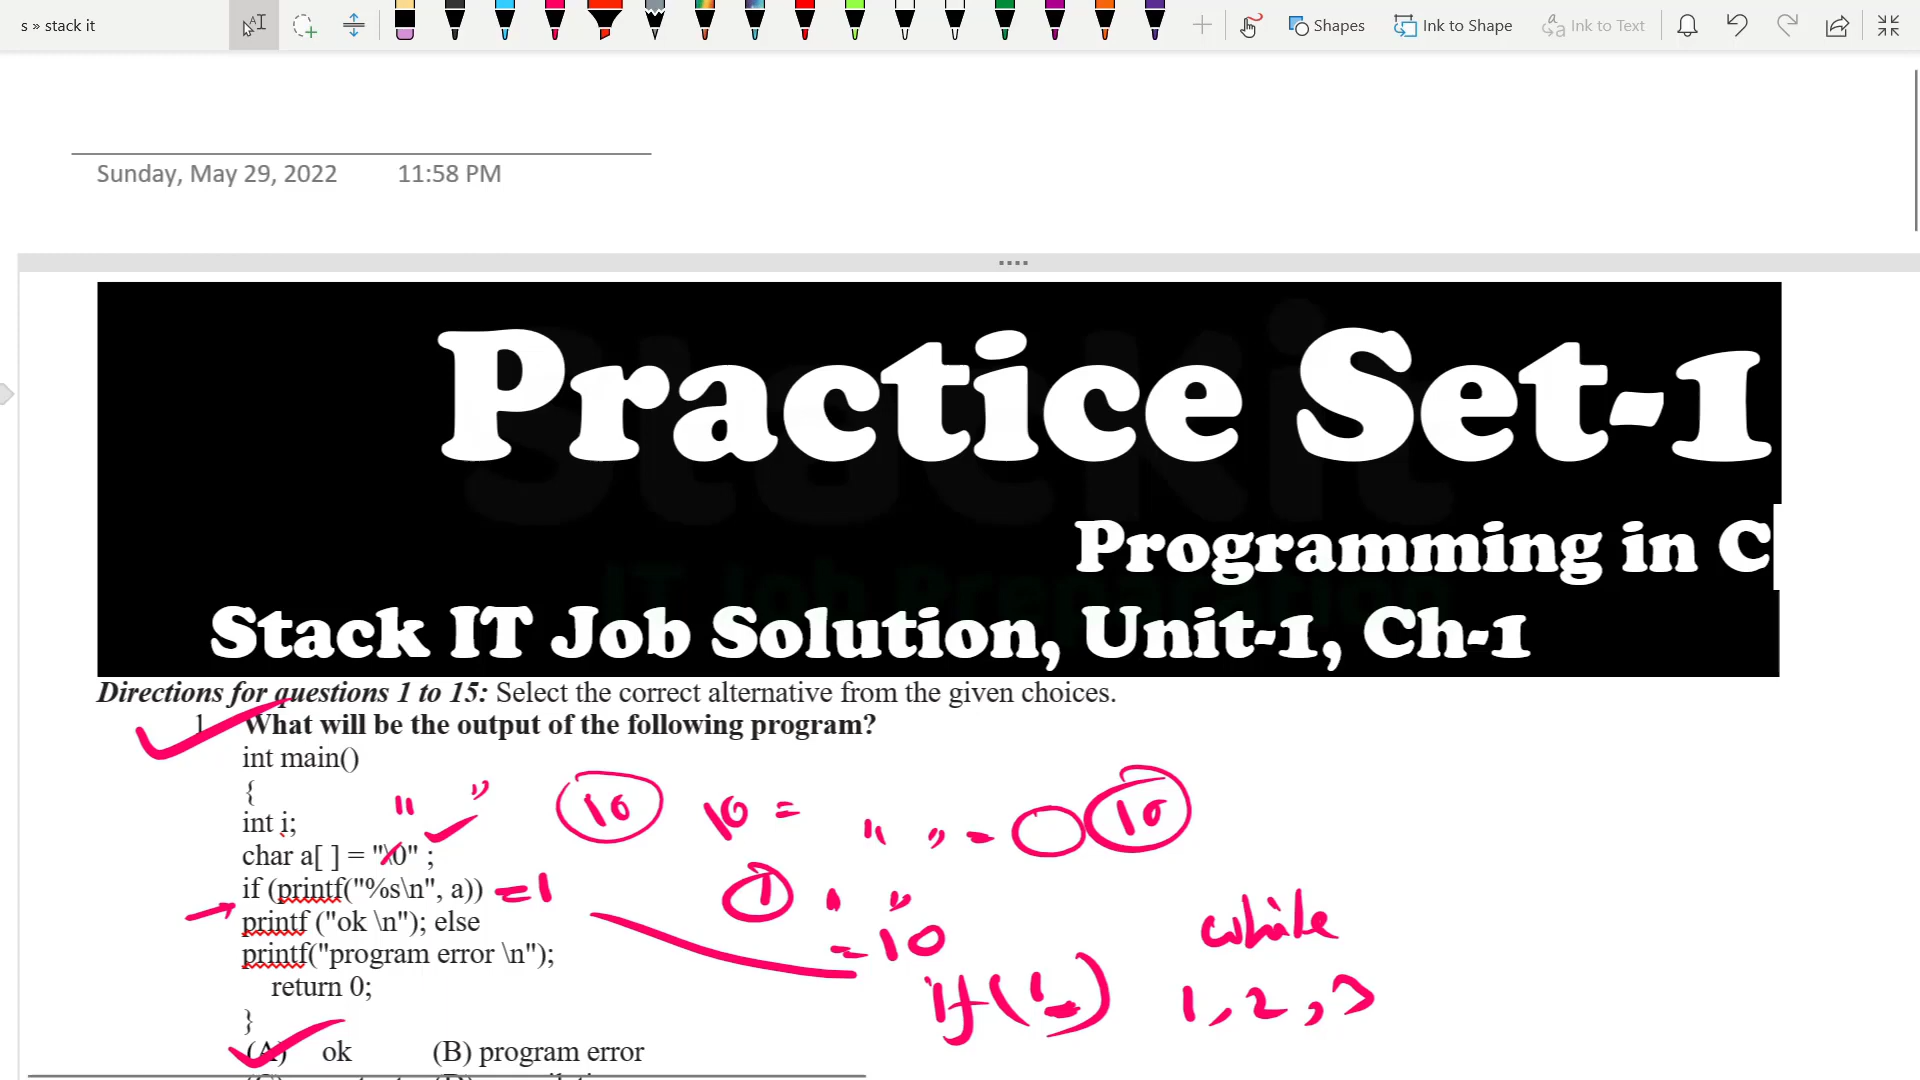 s » stack it
Shapes
Ink to Shape
Ink to Text
Sunday, May 29, 2022 11:58 PM
Practice Set-1
Programming in C
Stack IT Job Solution, Unit-1, Ch-1
Directions for questions 1 to 15: Select the correct alternative from the given choices.
1 What will be the output of the following program?
int main()
{
" " 10 10 = 10
int i;
" " =
char a[ ] = "\0" ;
if (printf("%s\n", a)) =1
1 " "
printf ("ok \n"); else
= 10
while
printf("program error \n");
return 0;
if(1) 1, 2, 3
}
(A) ok (B) program error